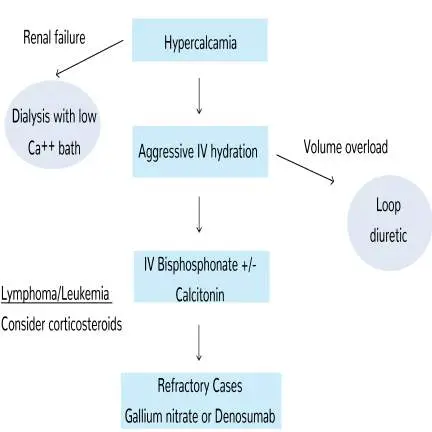 Renal failure
Hypercalcamia
Dialysis with low
Ca++ bath
Aggressive IV hydration
Volume overload
Loop
diuretic
IV Bisphosphonate +/-
Calcitonin
Lymphoma/Leukemia
Consider corticosteroids
Refractory Cases
Gallium nitrate or Denosumab